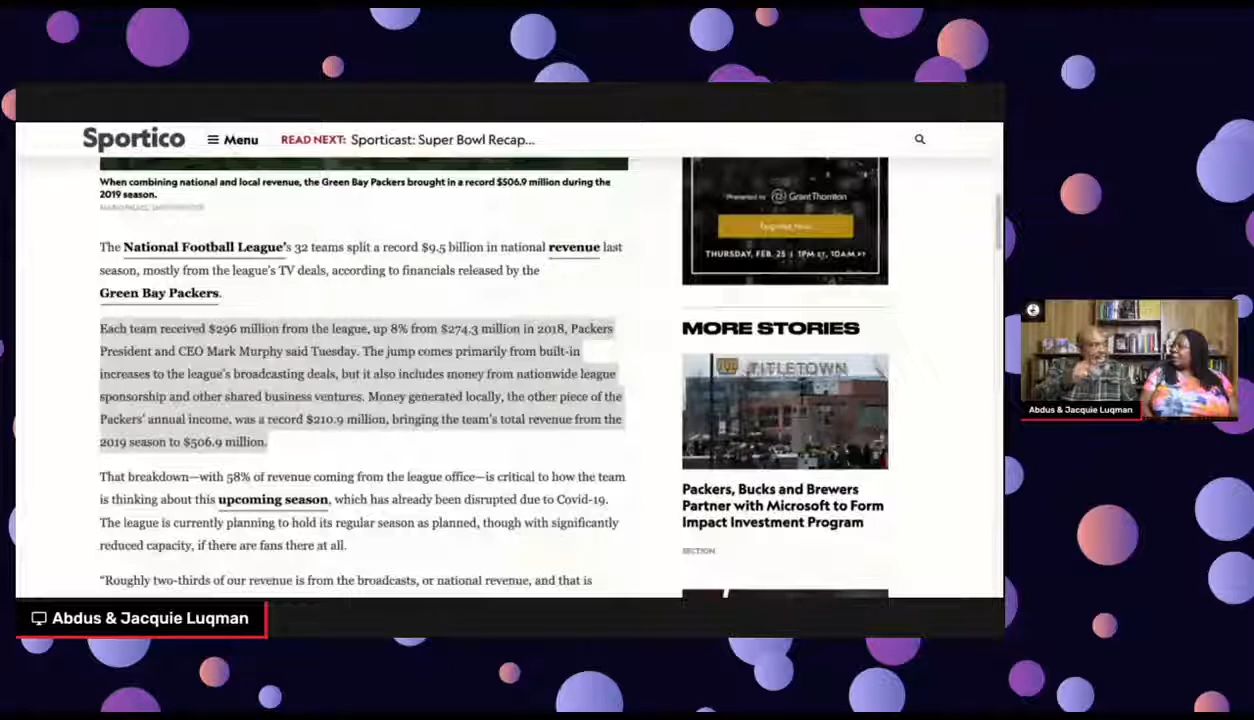 Sportico
Menu
READ NEXT: Sporticast: Super Bowl Recap...
When combining national and local revenue, the Green Bay Packers brought in a record $506.9 million during the
2019 season.
The National Football League's 32 teams split a record $9.5 billion in national revenue last
season, mostly from the league's TV deals, according to financials released by the
Green Bay Packers.
Each team received $296 million from the league, up 8% from $274.3 million in 2018, Packers
President and CEO Mark Murphy said Tuesday. The jump comes primarily from built-in
increases to the league's broadcasting deals, but it also includes money from nationwide league
sponsorship and other shared business ventures. Money generated locally, the other piece of the
Packers' annual income, was a record $210.9 million, bringing the team's total revenue from the
2019 season to $506.9 million.
That breakdown—with 58% of revenue coming from the league office—is critical to how the team
is thinking about this upcoming season, which has already been disrupted due to Covid-19.
The league is currently planning to hold its regular season as planned, though with significantly
reduced capacity, if there are fans there at all.
"Roughly two-thirds of our revenue is from the broadcasts, or national revenue, and that is
Presented by GrantThornton
THURSDAY, FEB. 25 | 1PM ET, 10AM PT
MORE STORIES
TITLETOWN
Packers, Bucks and Brewers
Partner with Microsoft to Form
Impact Investment Program
SECTION
Abdus & Jacquie Luqman
Abdus & Jacquie Luqman